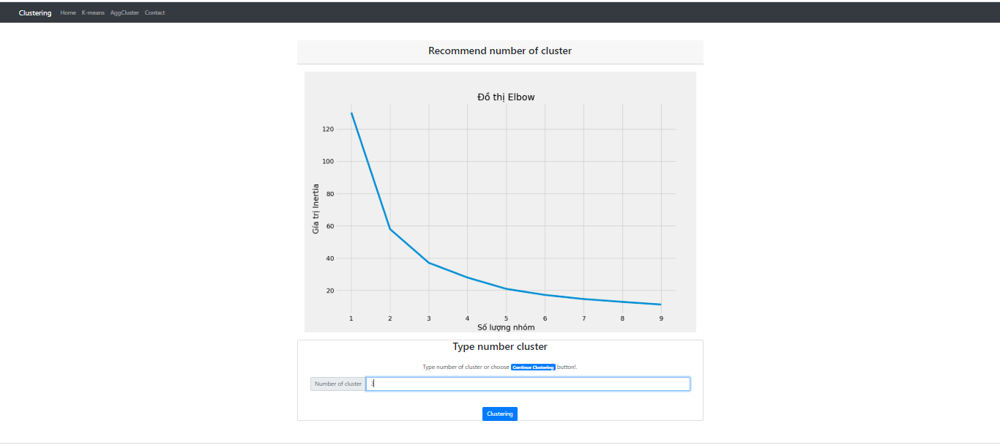 Clustering Home K-means AggCluster Contact
Recommend number of cluster
Đồ thị Elbow
120
100
80
60
40
20
Gía trị Inertia
1 2 3 4 5 6 7 8 9
Số lượng nhóm
Type number cluster
Type number of cluster or choose Continue Clustering button!.
Number of cluster 3
Clustering